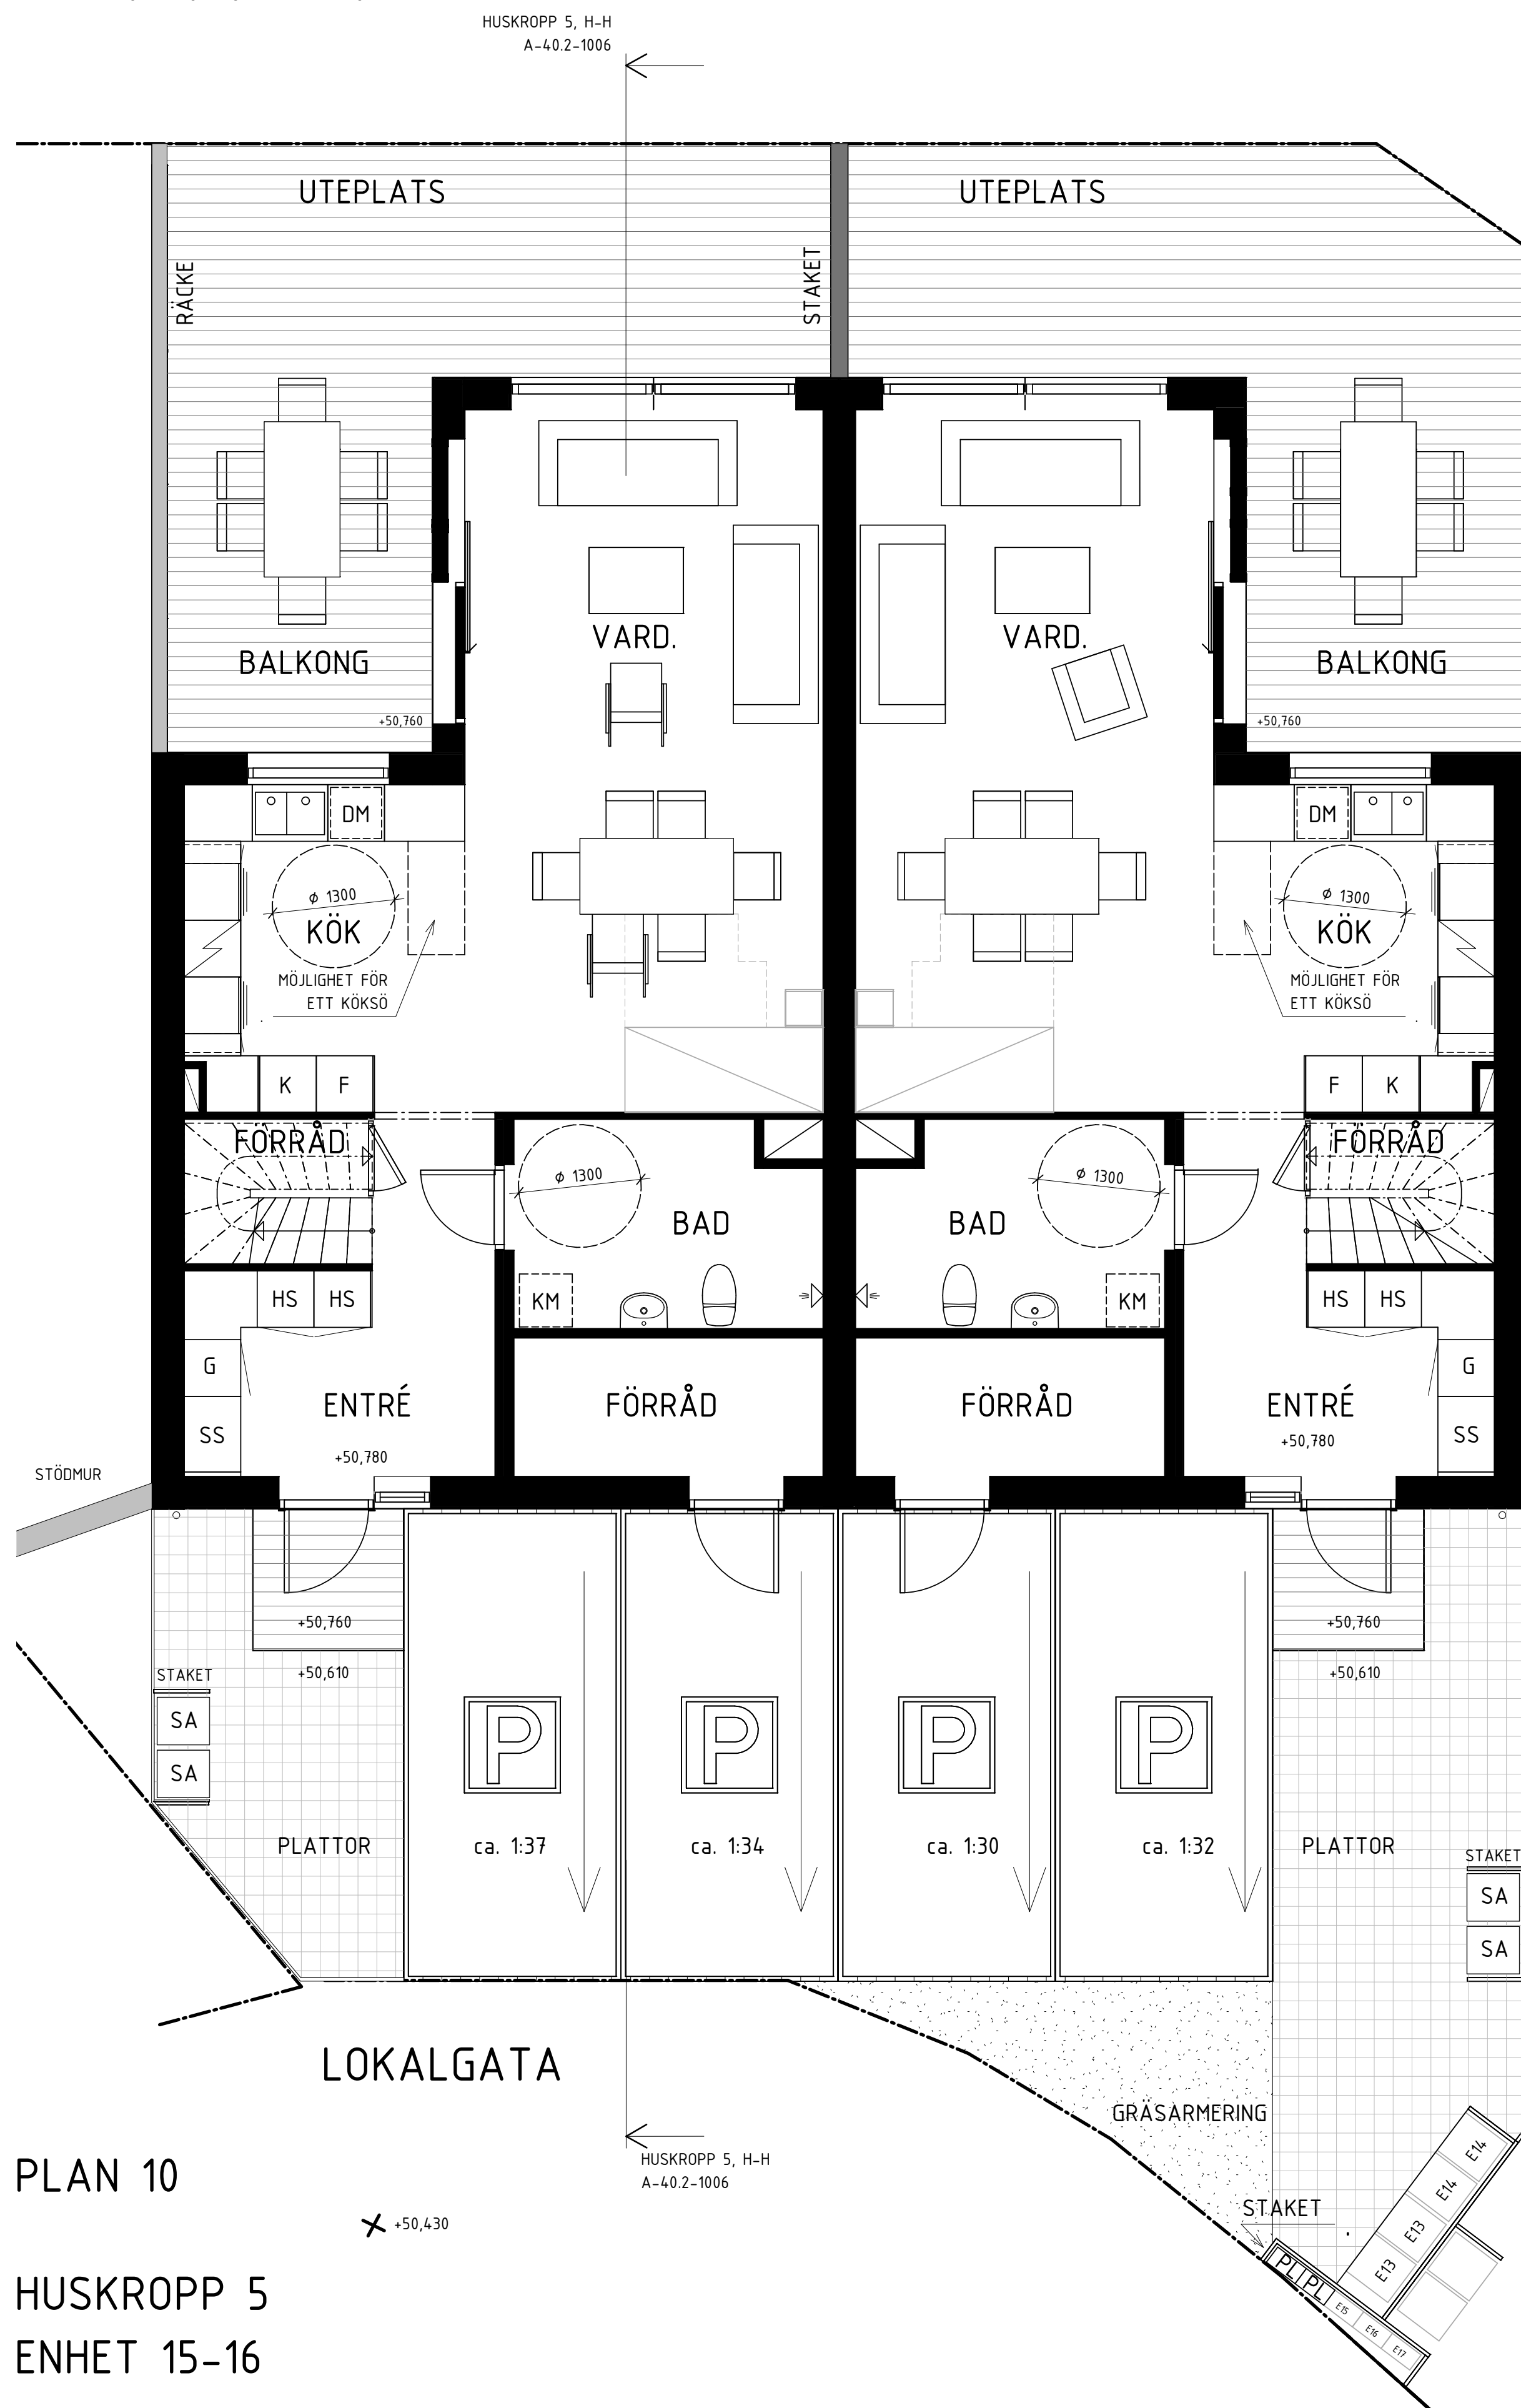 HUSKROPP 5, H-H
A-40.2-1006
UTEPLATS
UTEPLATS
RÄCKE
STAKET
VARD.
VARD.
BALKONG
BALKONG
+50,760
+50,760
DM
DM
ø 1300
ø 1300
KÖK
KÖK
MÖJLIGHET FÖR
ETT KÖKSÖ
MÖJLIGHET FÖR
ETT KÖKSÖ
K
F
F
K
FÖRRÅD
FÖRRÅD
ø 1300
ø 1300
BAD
BAD
HS
HS
KM
KM
HS
HS
G
G
ENTRÉ
FÖRRÅD
FÖRRÅD
ENTRÉ
SS
SS
+50,780
+50,780
STÖDMUR
+50,760
+50,760
STAKET
+50,610
+50,610
SA
SA
P
P
P
P
PLATTOR
ca. 1:37
ca. 1:34
ca. 1:30
ca. 1:32
PLATTOR
STAKET
SA
SA
LOKALGATA
GRÄSARMERING
HUSKROPP 5, H-H
A-40.2-1006
PLAN 10
+50,430
STAKET
E14
E14
E13
E13
PL
PL
E15
E16
E17
HUSKROPP 5
ENHET 15-16